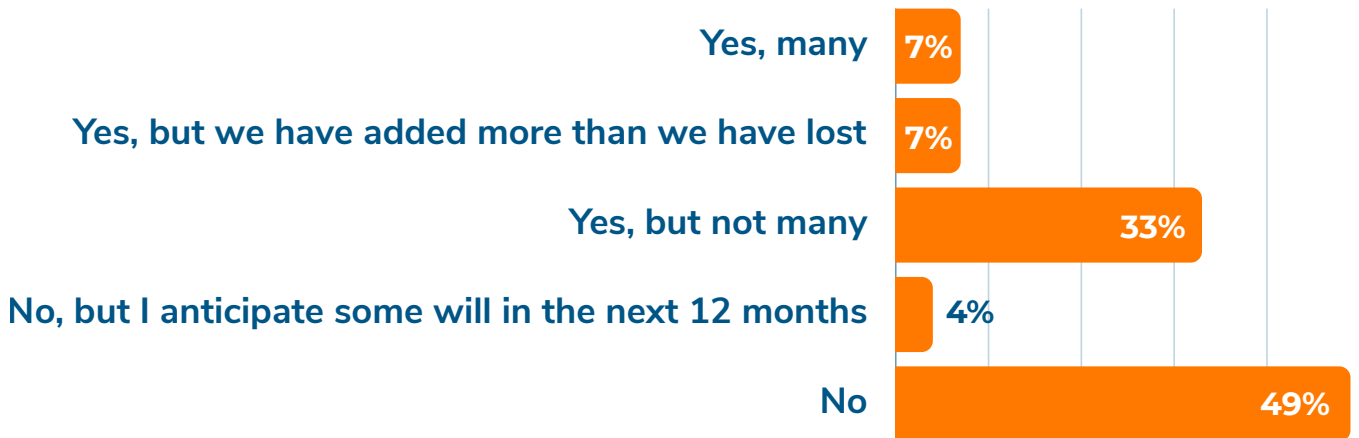 Yes, many
7%
Yes, but we have added more than we have lost
7%
Yes, but not many
33%
No, but I anticipate some will in the next 12 months
4%
No
49%